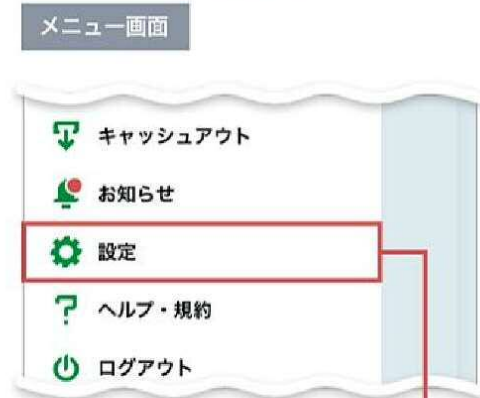 メニュー画面
キャッシュアウト
お知らせ
設定
ヘルプ・規約
ログアウト